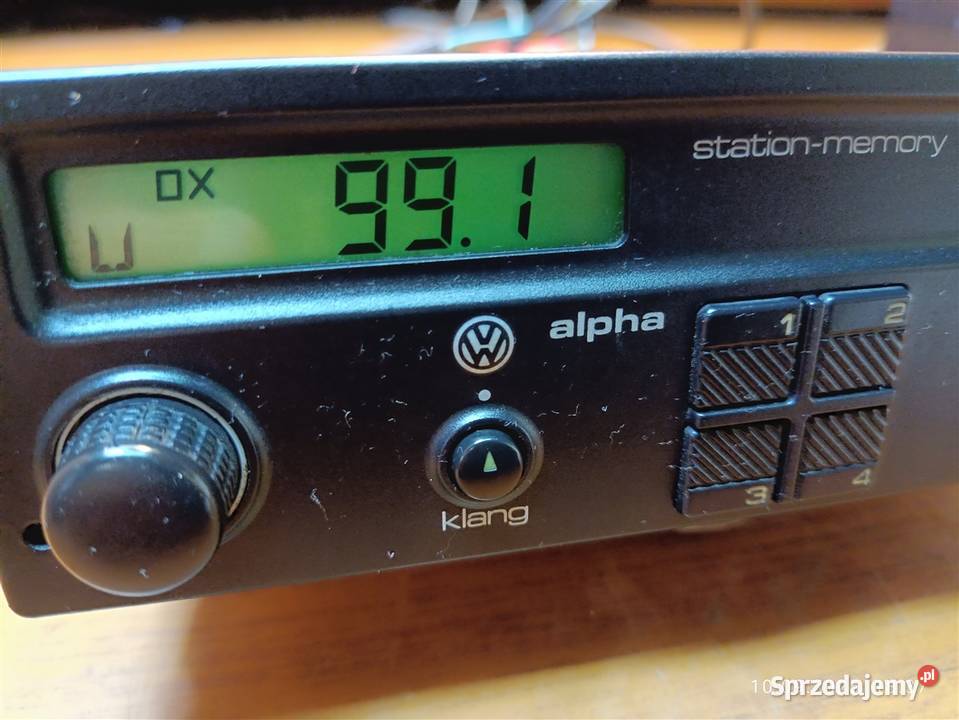 station-memory
DX
99.1
U
alpha
1
2
3
4
klang
Sprzedajemy.pl